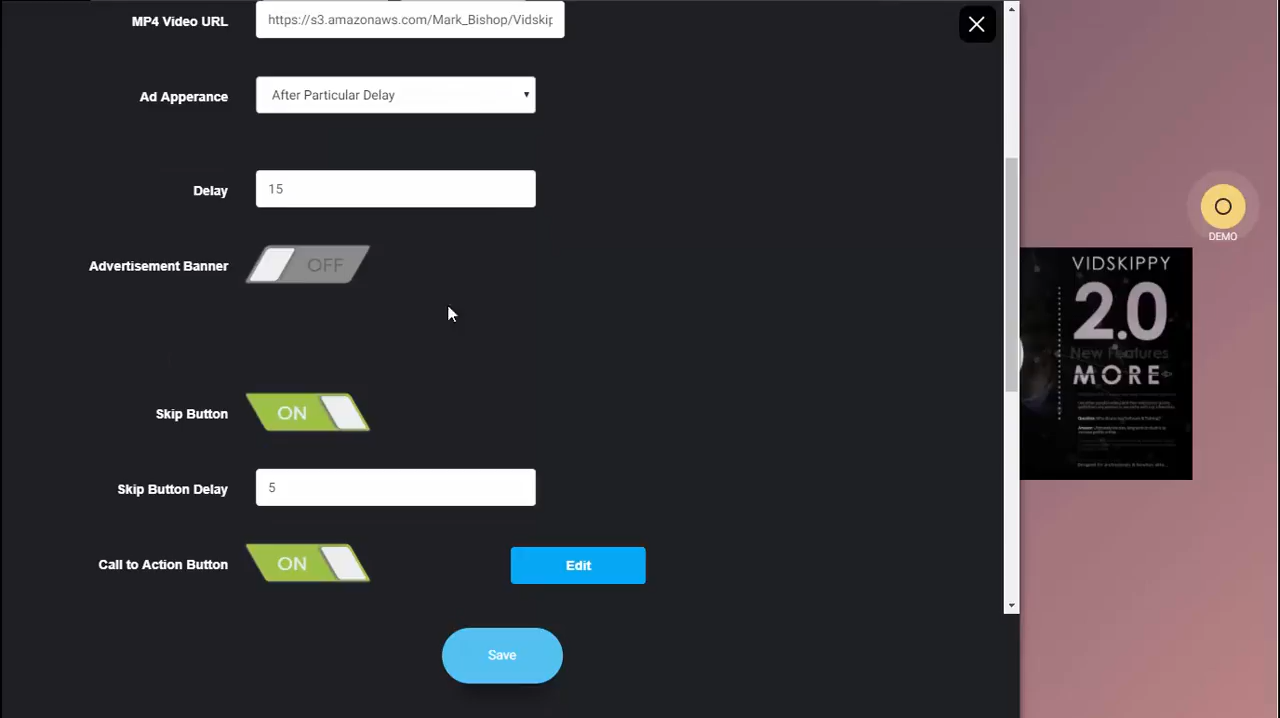 MP4 Video URL
https://s3.amazonaws.com/Mark_Bishop/Vidskip
Ad Apperance
After Particular Delay
Delay
15
Advertisement Banner
OFF
Skip Button
ON
Skip Button Delay
5
Call to Action Button
ON
Edit
Save
DEMO
VIDSKIPPY
2.0
New Features
MORE